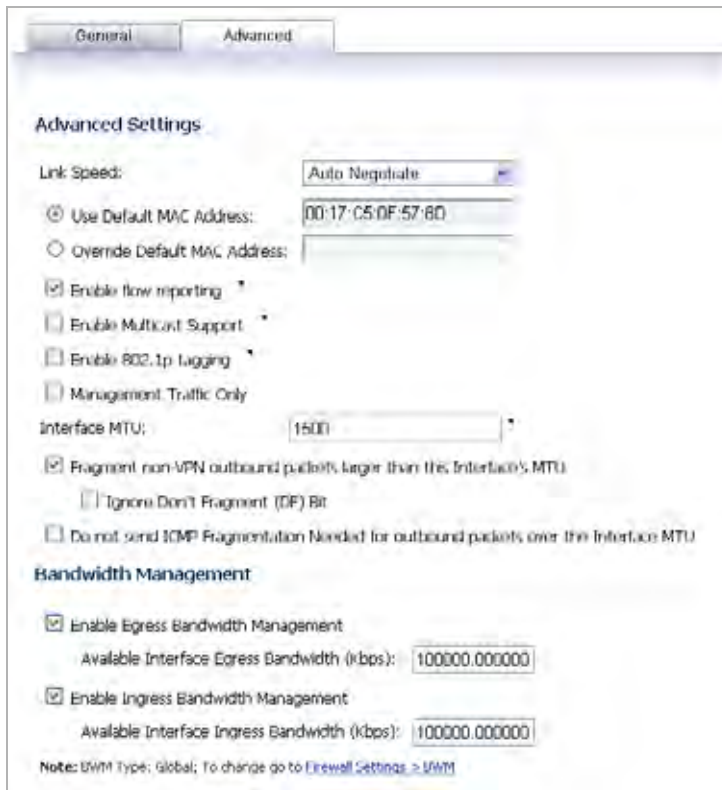 General Advanced
Advanced Settings
Link Speed: Auto Negotiate
Use Default MAC Address: 00:17:C5:0F:57:6D
Override Default MAC Address:
Enable flow reporting
Enable Multicast Support
Enable 802.1p tagging
Management Traffic Only
Interface MTU: 1500
Fragment non-VPN outbound packets larger than this Interface's MTU
Ignore Don't Fragment (DF) Bit
Do not send ICMP Fragmentation Needed for outbound packets over the Interface MTU
Bandwidth Management
Enable Egress Bandwidth Management
Available Interface Egress Bandwidth (Kbps): 100000.000000
Enable Ingress Bandwidth Management
Available Interface Ingress Bandwidth (Kbps): 100000.000000
Note: BWM Type: Global; To change go to Firewall Settings > BWM